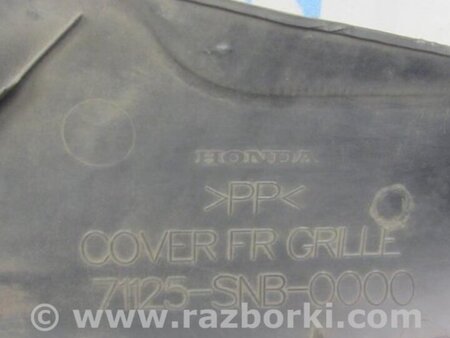 HONDA
>PP<
COVER FR GRILLE
71125-SNB-0000
www.razborki.com